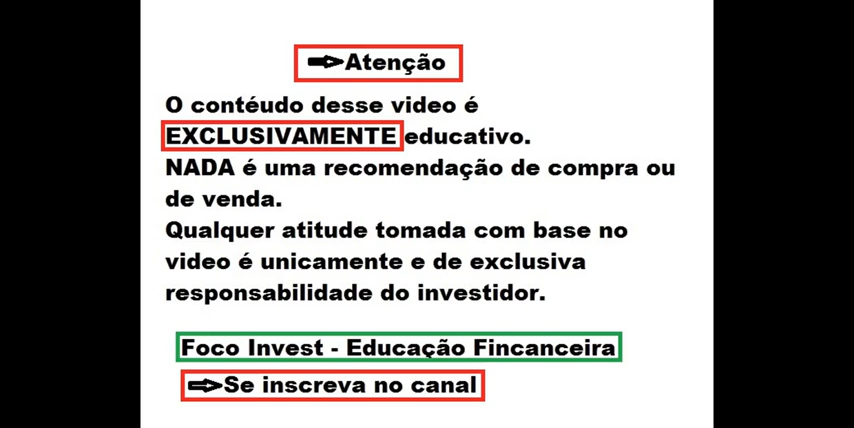 ⇨Atenção
O contéudo desse video é
EXCLUSIVAMENTE educativo.
NADA é uma recomendação de compra ou
de venda.
Qualquer atitude tomada com base no
video é unicamente e de exclusiva
responsabilidade do investidor.
Foco Invest - Educação Fincanceira
⇨Se inscreva no canal